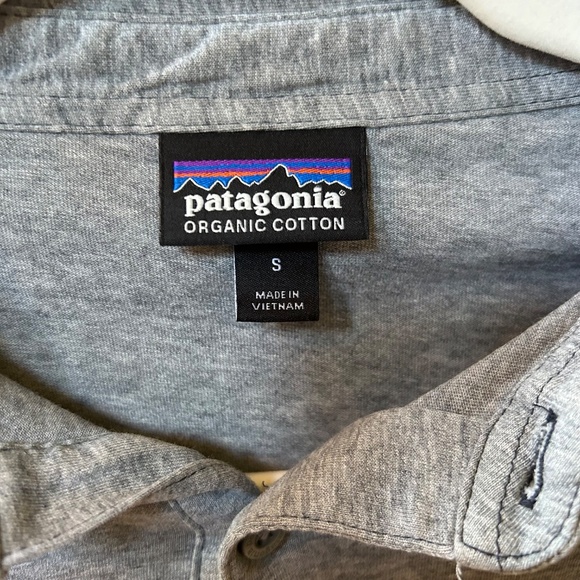 patagonia®
ORGANIC COTTON
S
MADE IN
VIETNAM